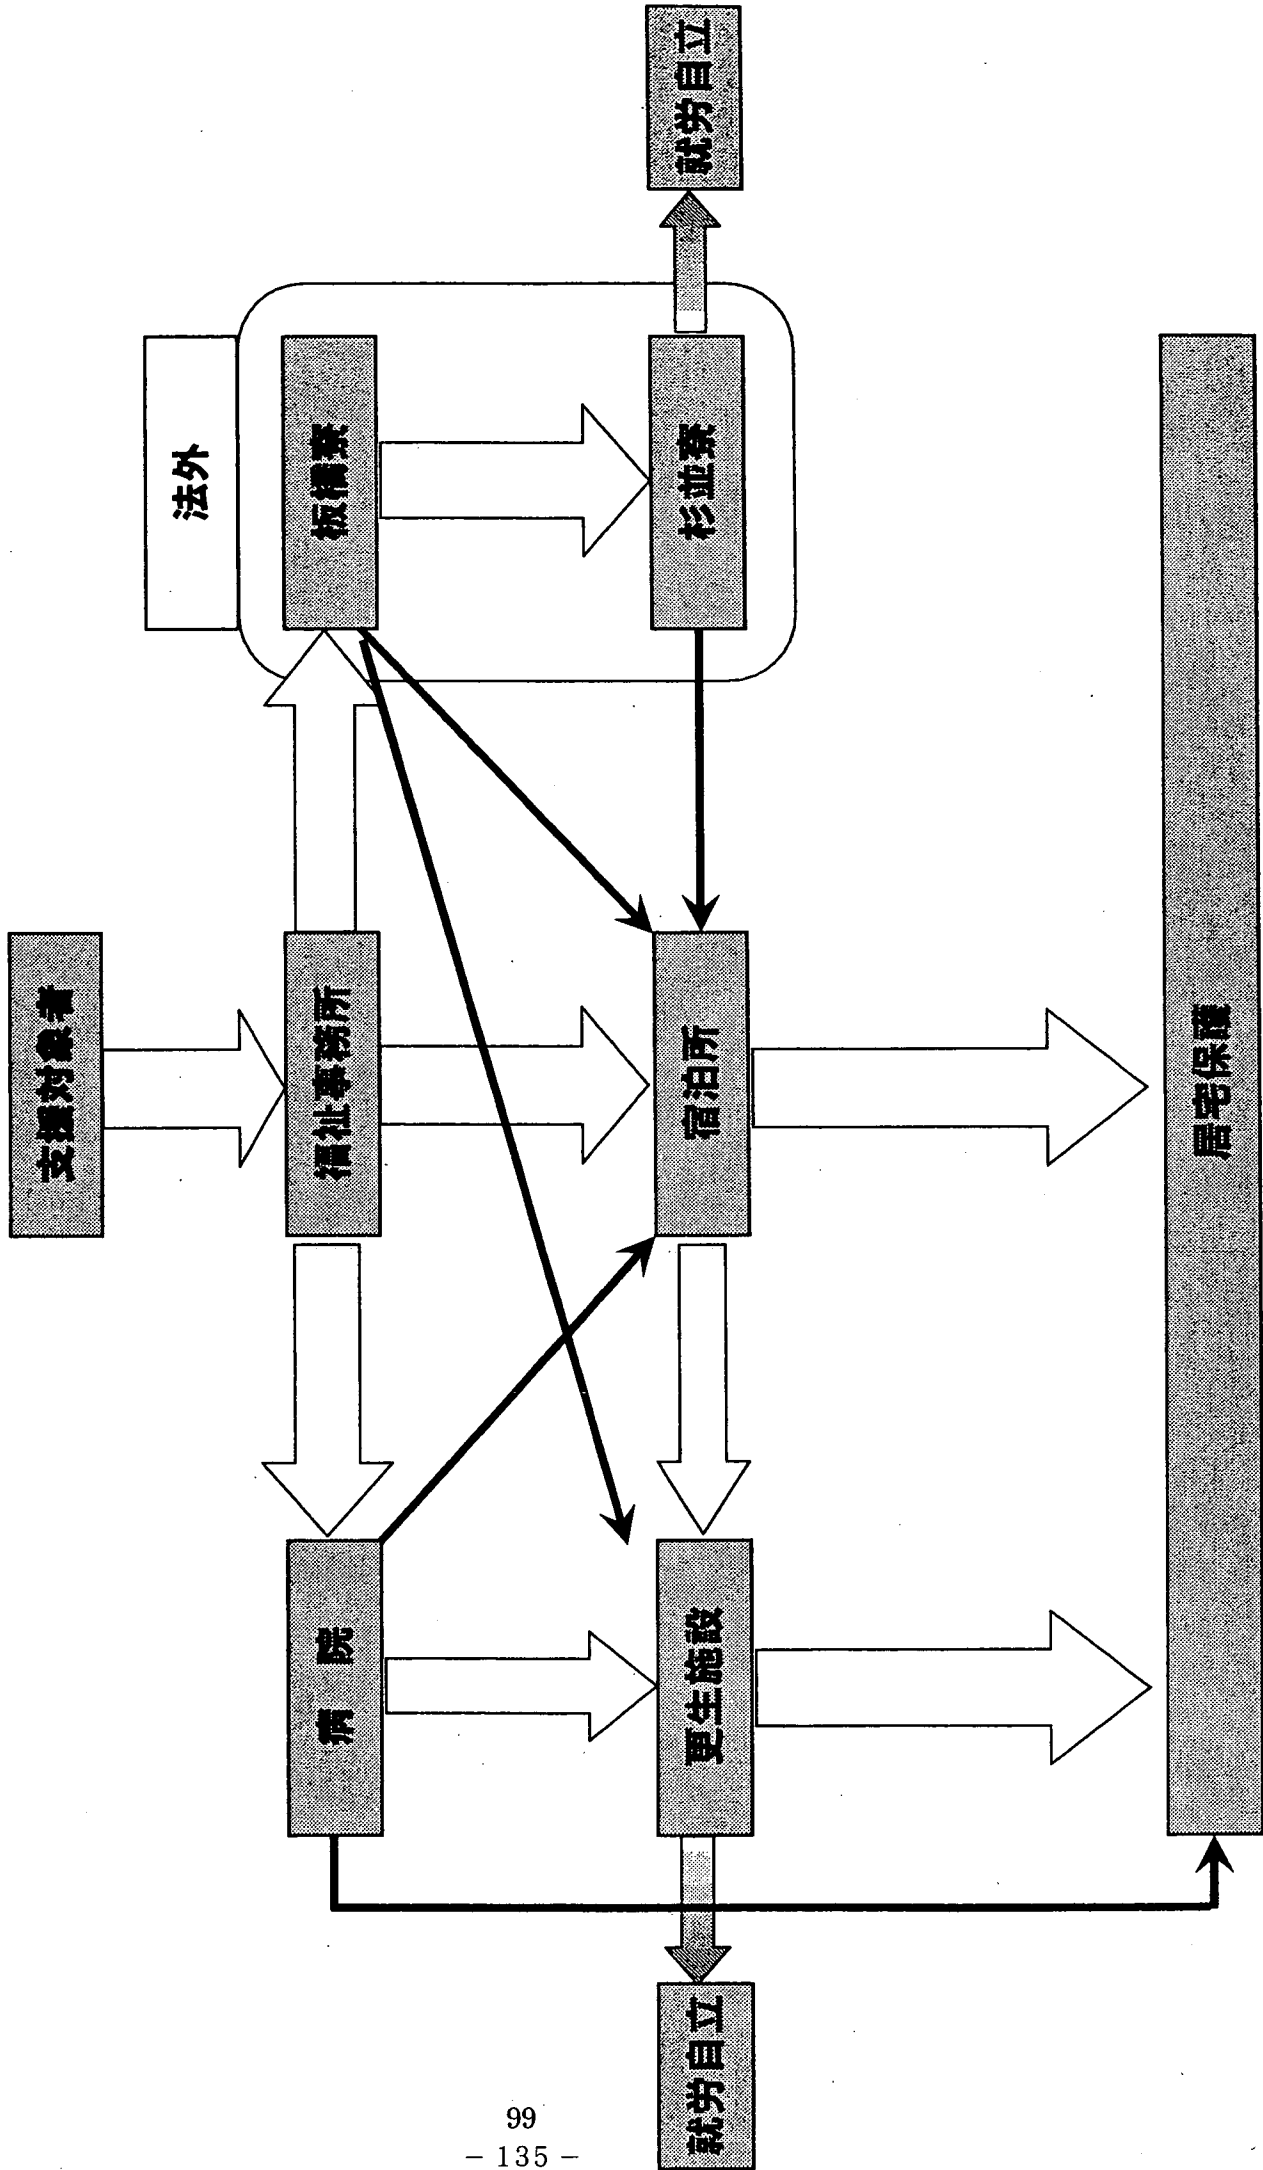 支援対象者
法外
病　院
福祉事務所
板橋寮
就労自立
更生施設
宿泊所
杉並寮
就労自立
居宅保護
99
－135－